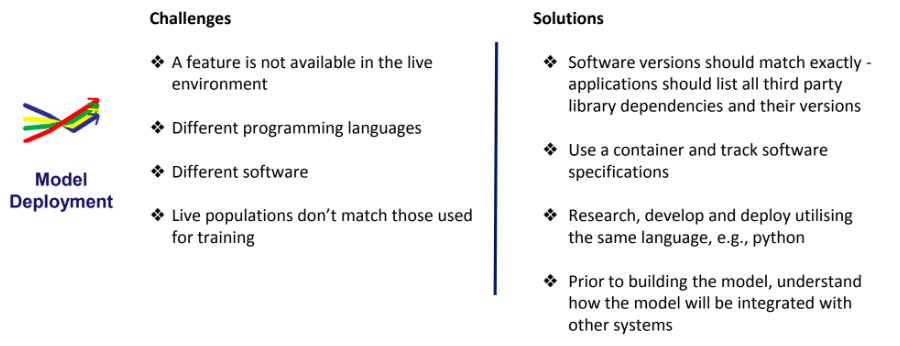 Challenges
❖ A feature is not available in the live
environment
❖ Different programming languages
❖ Different software
❖ Live populations don’t match those used
for training
Model
Deployment
Solutions
❖ Software versions should match exactly -
applications should list all third party
library dependencies and their versions
❖ Use a container and track software
specifications
❖ Research, develop and deploy utilising
the same language, e.g., python
❖ Prior to building the model, understand
how the model will be integrated with
other systems